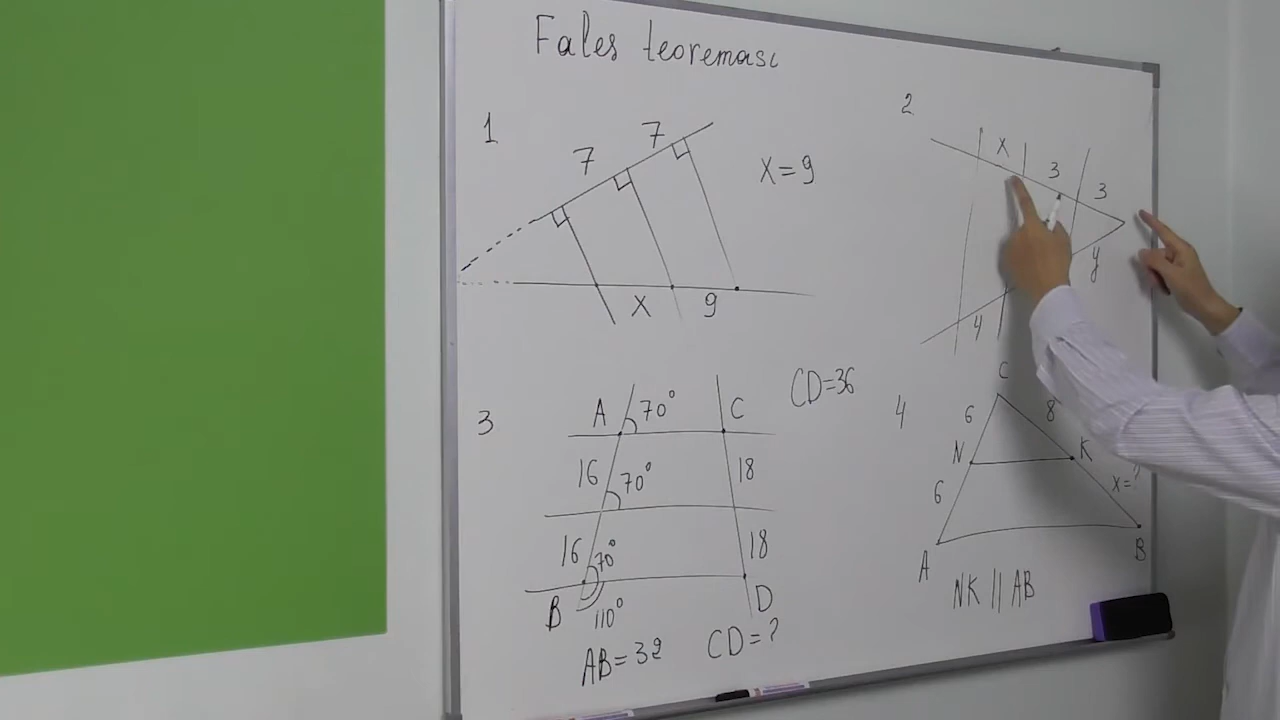 Fales teoremasi
1
7
7
X = 9
X
9
2
X
3
3
y
4
3
A
70°
C
CD=36
16
70°
18
16
70°
18
B
110°
D
AB = 32
CD = ?
4
C
6
8
N
K
6
x = ?
A
B
NK || AB